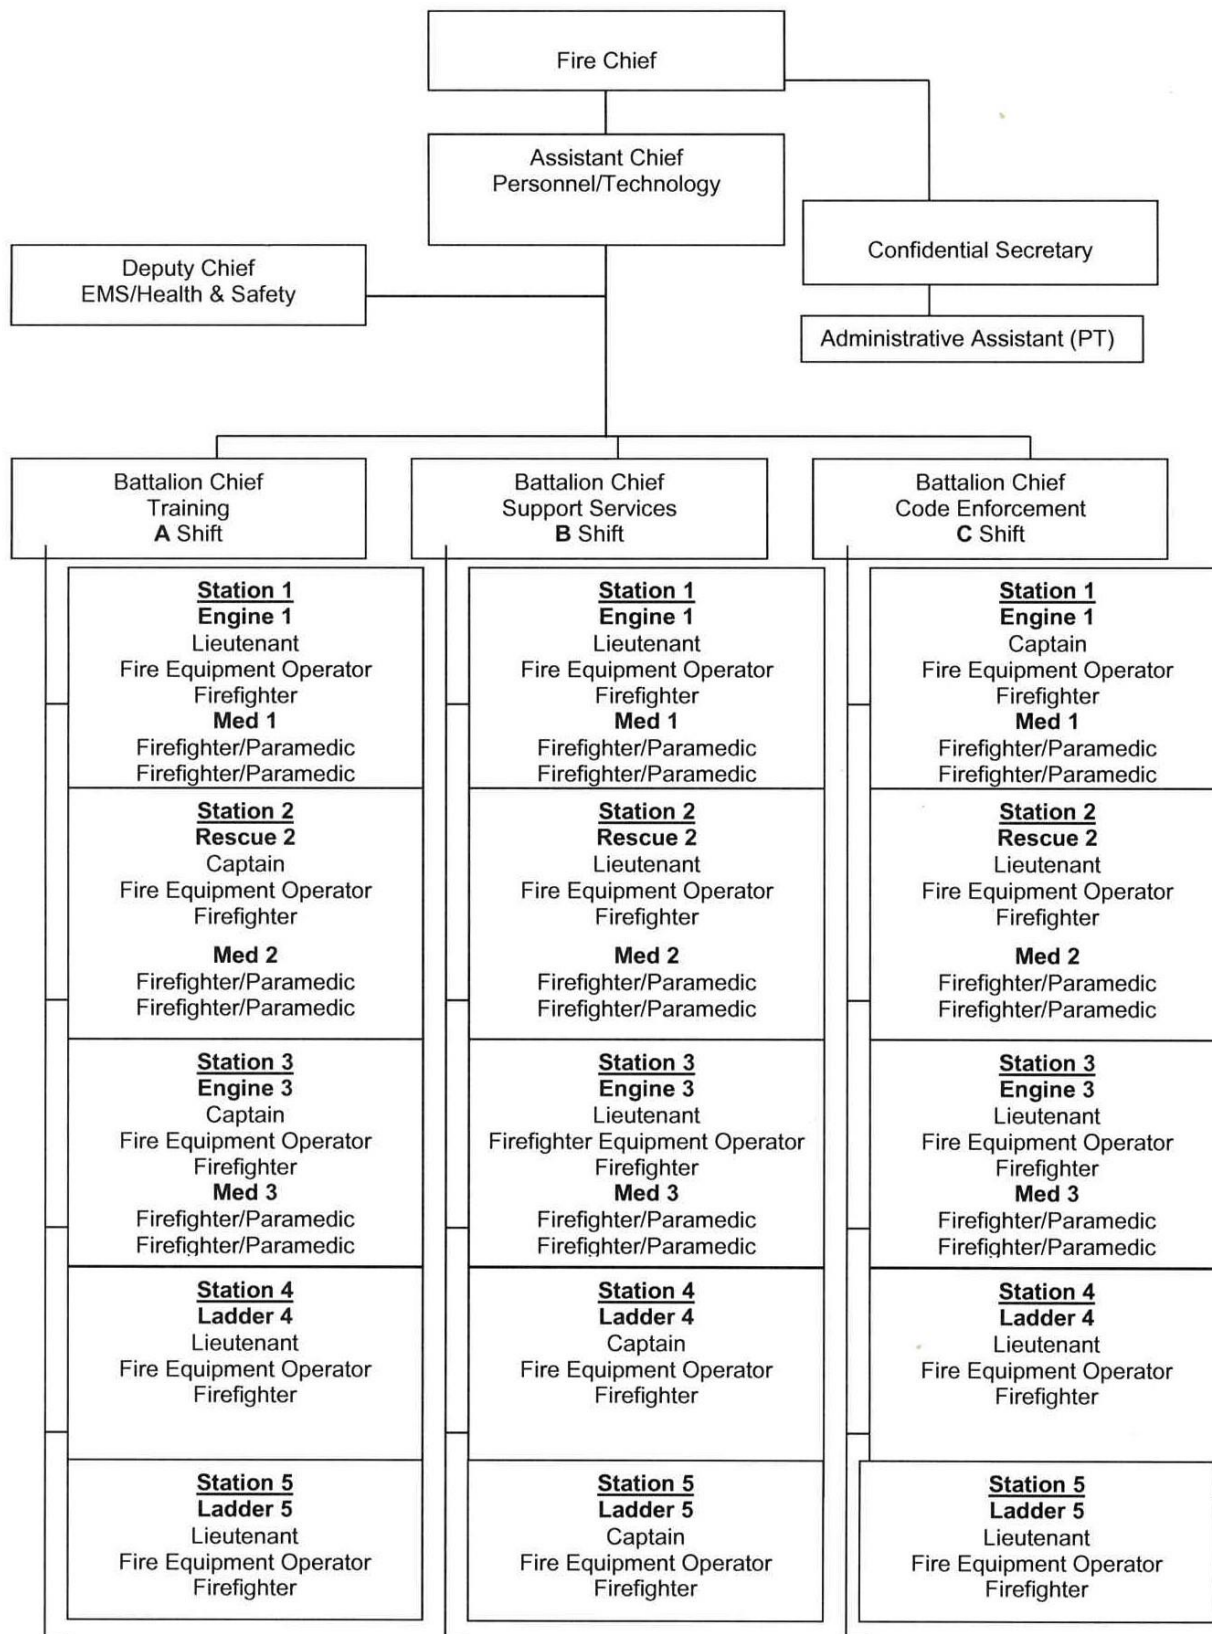 Fire Chief
Assistant Chief
Personnel/Technology
Confidential Secretary
Deputy Chief
EMS/Health & Safety
Administrative Assistant (PT)
Battalion Chief
Training
A Shift
Battalion Chief
Support Services
B Shift
Battalion Chief
Code Enforcement
C Shift
Station 1
Engine 1
Lieutenant
Fire Equipment Operator
Firefighter
Med 1
Firefighter/Paramedic
Firefighter/Paramedic
Station 2
Rescue 2
Captain
Fire Equipment Operator
Firefighter
Med 2
Firefighter/Paramedic
Firefighter/Paramedic
Station 3
Engine 3
Captain
Fire Equipment Operator
Firefighter
Med 3
Firefighter/Paramedic
Firefighter/Paramedic
Station 4
Ladder 4
Lieutenant
Fire Equipment Operator
Firefighter
Station 5
Ladder 5
Lieutenant
Fire Equipment Operator
Firefighter
Station 1
Engine 1
Lieutenant
Fire Equipment Operator
Firefighter
Med 1
Firefighter/Paramedic
Firefighter/Paramedic
Station 2
Rescue 2
Lieutenant
Fire Equipment Operator
Firefighter
Med 2
Firefighter/Paramedic
Firefighter/Paramedic
Station 3
Engine 3
Lieutenant
Firefighter Equipment Operator
Firefighter
Med 3
Firefighter/Paramedic
Firefighter/Paramedic
Station 4
Ladder 4
Captain
Fire Equipment Operator
Firefighter
Station 5
Ladder 5
Captain
Fire Equipment Operator
Firefighter
Station 1
Engine 1
Captain
Fire Equipment Operator
Firefighter
Med 1
Firefighter/Paramedic
Firefighter/Paramedic
Station 2
Rescue 2
Lieutenant
Fire Equipment Operator
Firefighter
Med 2
Firefighter/Paramedic
Firefighter/Paramedic
Station 3
Engine 3
Lieutenant
Fire Equipment Operator
Firefighter
Med 3
Firefighter/Paramedic
Firefighter/Paramedic
Station 4
Ladder 4
Lieutenant
Fire Equipment Operator
Firefighter
Station 5
Ladder 5
Lieutenant
Fire Equipment Operator
Firefighter